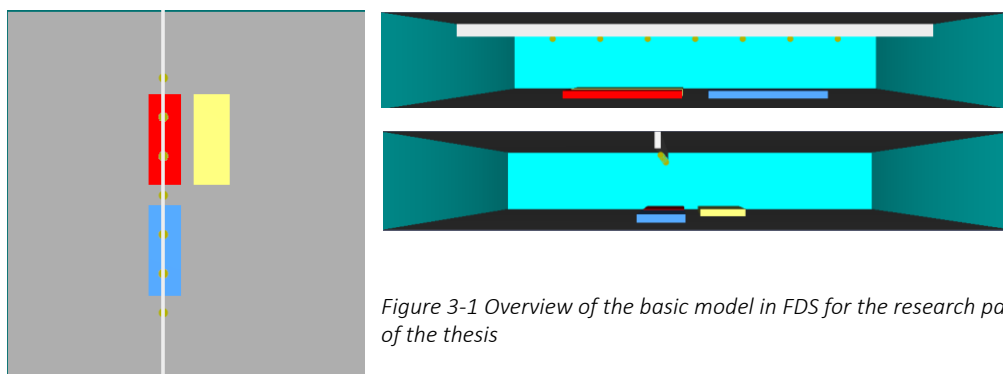 Figure 3-1 Overview of the basic model in FDS for the research pa
of the thesis